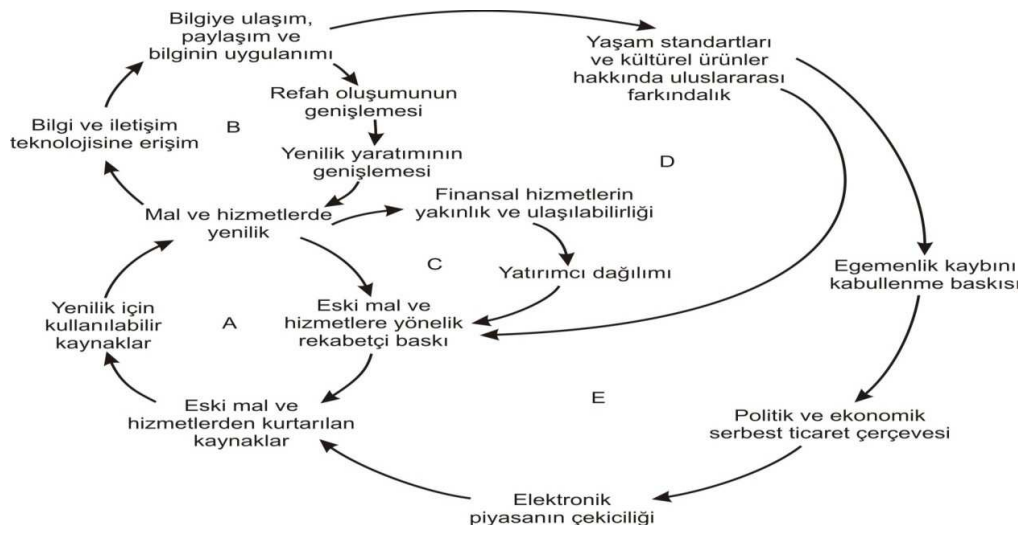 Bilgiye ulaşım,
paylaşım ve
bilginin uygulanımı
Yaşam standartları
ve kültürel ürünler
hakkında uluslararası
farkındalık
Refah oluşumunun
genişlemesi
Bilgi ve iletişim
teknolojisine erişim
B
Yenilik yaratımının
genişlemesi
D
Finansal hizmetlerin
yakınlık ve ulaşılabilirliği
Mal ve hizmetlerde
yenilik
C
Yatırımcı dağılımı
Egemenlik kaybını
kabullenme baskısı
Yenilik için
kullanılabilir
kaynaklar
A
Eski mal ve
hizmetlere yönelik
rekabetçi baskı
E
Eski mal ve
hizmetlerden kurtarılan
kaynaklar
Politik ve ekonomik
serbest ticaret çerçevesi
Elektronik
piyasanın çekiciliği